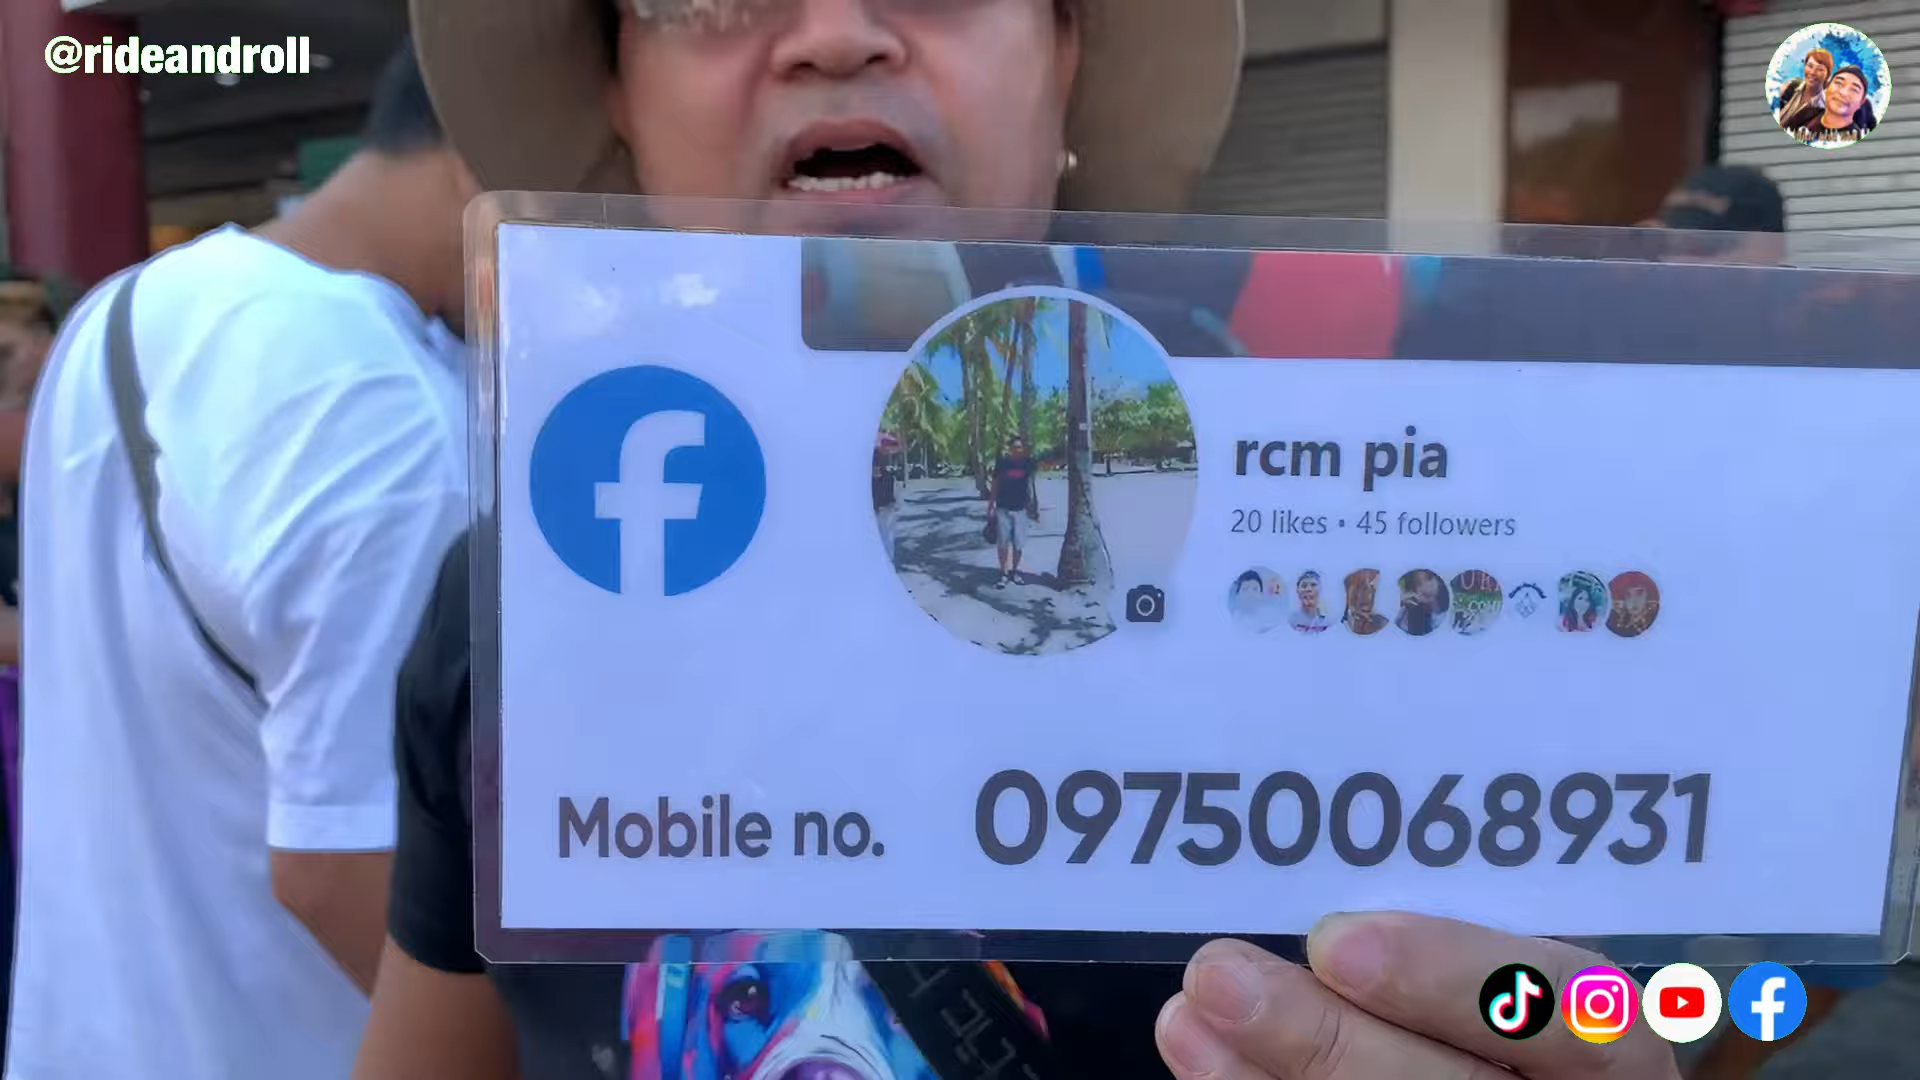 @rideandroll
rcm pia
20 likes • 45 followers
Mobile no. 09750068931